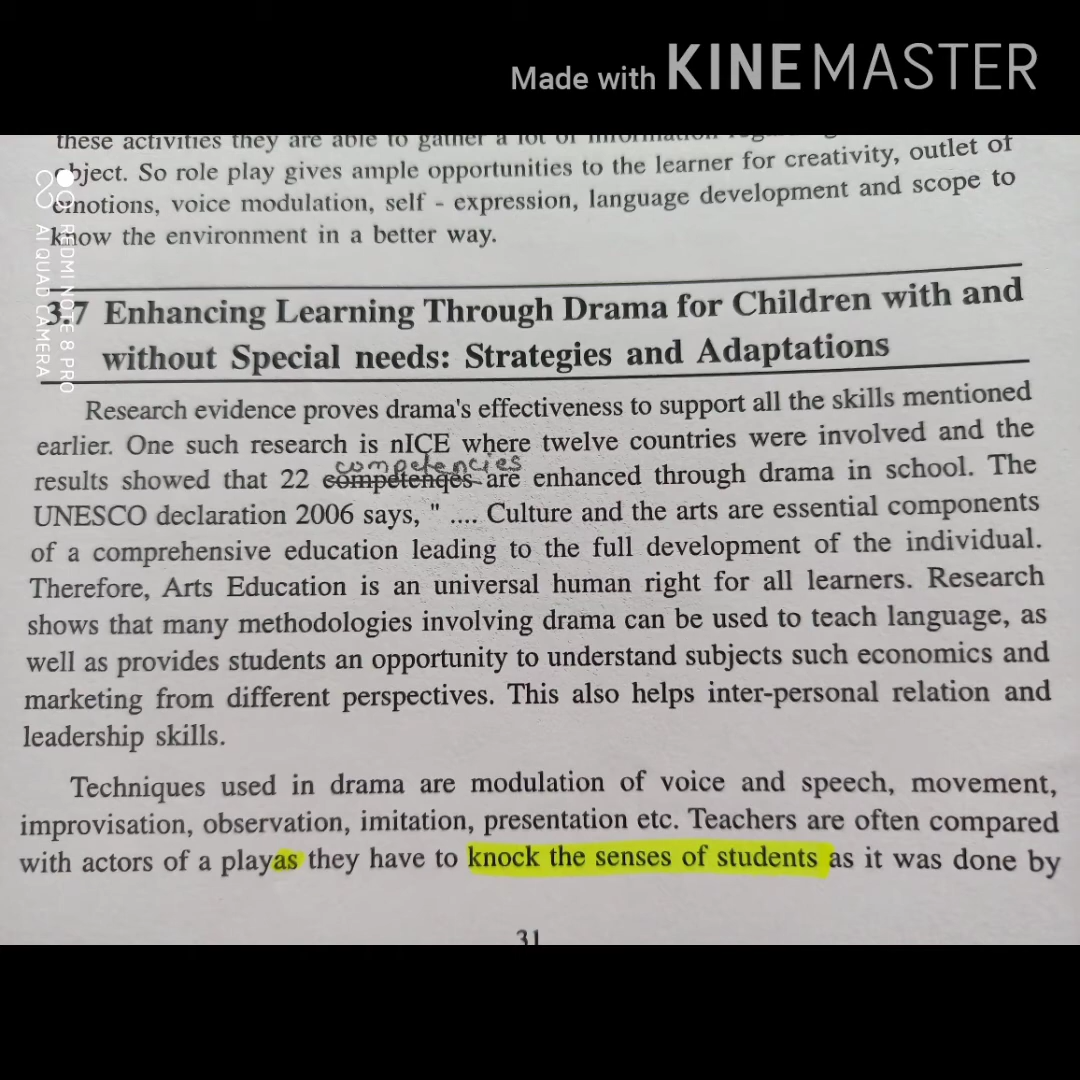 Made with KINEMASTER
these activities they are able to gather a lot of information
object. So role play gives ample opportunities to the learner for creativity, outlet of
emotions, voice modulation, self - expression, language development and scope to
know the environment in a better way.
3.7 Enhancing Learning Through Drama for Children with and
without Special needs: Strategies and Adaptations
Research evidence proves drama's effectiveness to support all the skills mentioned
earlier. One such research is nICE where twelve countries were involved and the
competencies
results showed that 22 competenqes are enhanced through drama in school. The
UNESCO declaration 2006 says, " .... Culture and the arts are essential components
of a comprehensive education leading to the full development of the individual.
Therefore, Arts Education is an universal human right for all learners. Research
shows that many methodologies involving drama can be used to teach language, as
well as provides students an opportunity to understand subjects such economics and
marketing from different perspectives. This also helps inter-personal relation and
leadership skills.
Techniques used in drama are modulation of voice and speech, movement,
improvisation, observation, imitation, presentation etc. Teachers are often compared
with actors of a playas they have to knock the senses of students as it was done by
31
REDMI NOTE 8 PRO
AI QUAD CAMERA